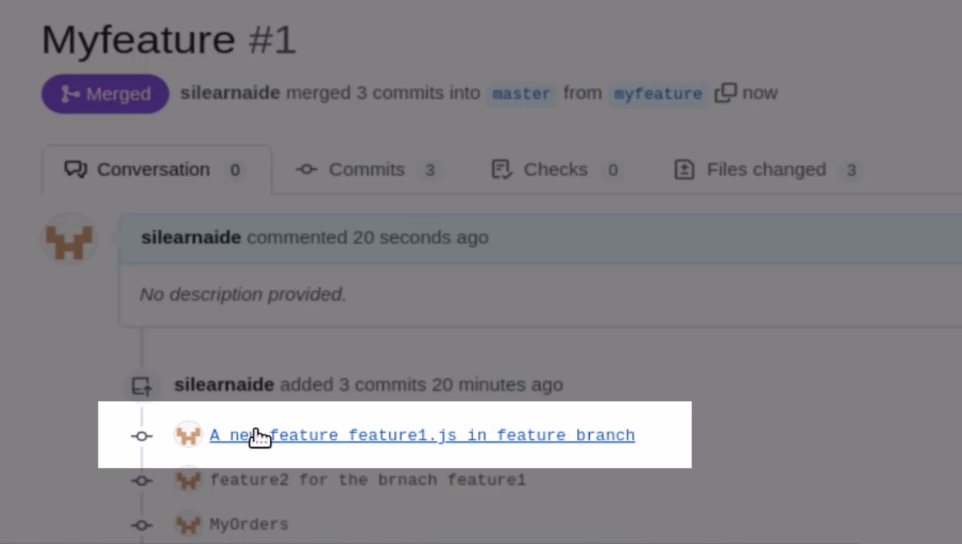 Myfeature #1
Merged silearnaide merged 3 commits into master from myfeature now
Conversation 0 Commits 3 Checks 0 Files changed 3
silearnaide commented 20 seconds ago
No description provided.
silearnaide added 3 commits 20 minutes ago
A new feature feature1.js in feature branch
feature2 for the brnach feature1
MyOrders